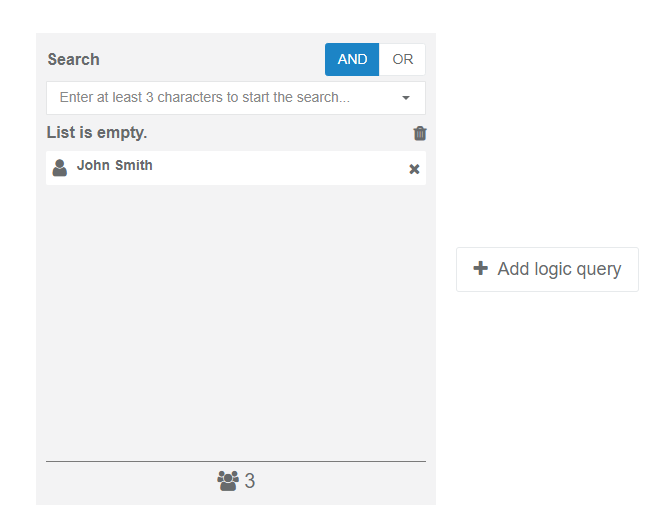 Search AND OR
Enter at least 3 characters to start the search...
List is empty.
John Smith
Add logic query
3